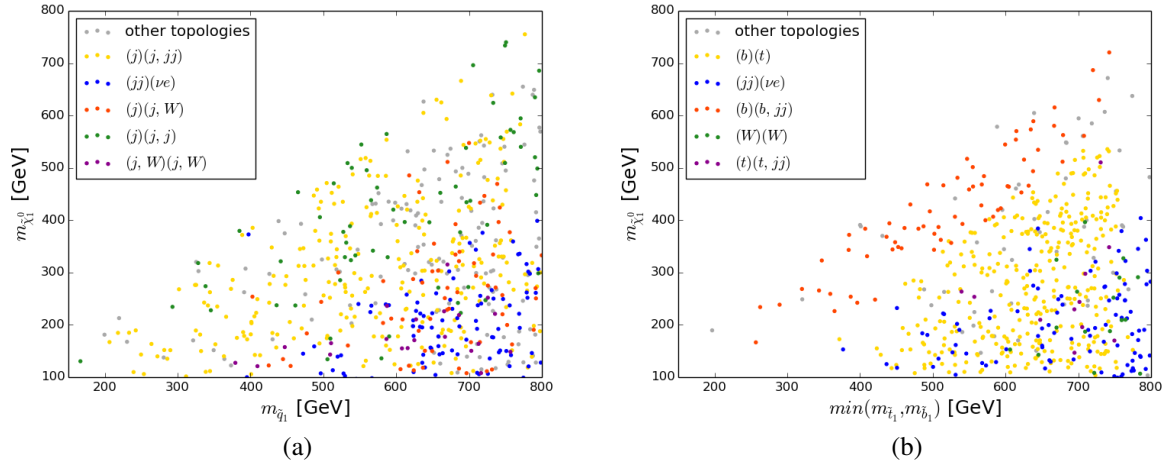 800
700
600
500
400
300
200
100
200
300
400
500
600
700
800
m_{\tilde{\chi}_1^0} [GeV]
m_{\tilde{q}_1} [GeV]
other topologies
(j)(j, jj)
(jj)(νe)
(j)(j, W)
(j)(j, j)
(j, W)(j, W)
(a)
800
700
600
500
400
300
200
100
200
300
400
500
600
700
800
m_{\tilde{\chi}_1^0} [GeV]
min(m_{\tilde{t}_1}, m_{\tilde{b}_1}) [GeV]
other topologies
(b)(t)
(jj)(νe)
(b)(b, jj)
(W)(W)
(t)(t, jj)
(b)